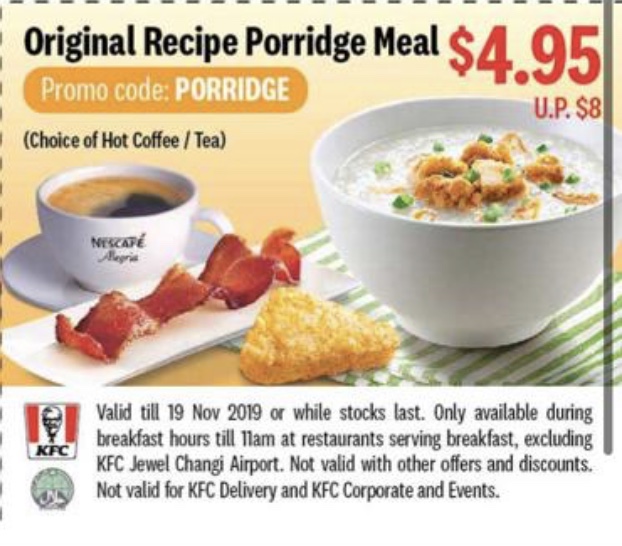 Original Recipe Porridge Meal $4.95
Promo code: PORRIDGE
U.P. $8
(Choice of Hot Coffee / Tea)
NESCAFÉ
Alegria
Valid till 19 Nov 2019 or while stocks last. Only available during
breakfast hours till 11am at restaurants serving breakfast, excluding
KFC Jewel Changi Airport. Not valid with other offers and discounts.
Not valid for KFC Delivery and KFC Corporate and Events.
KFC